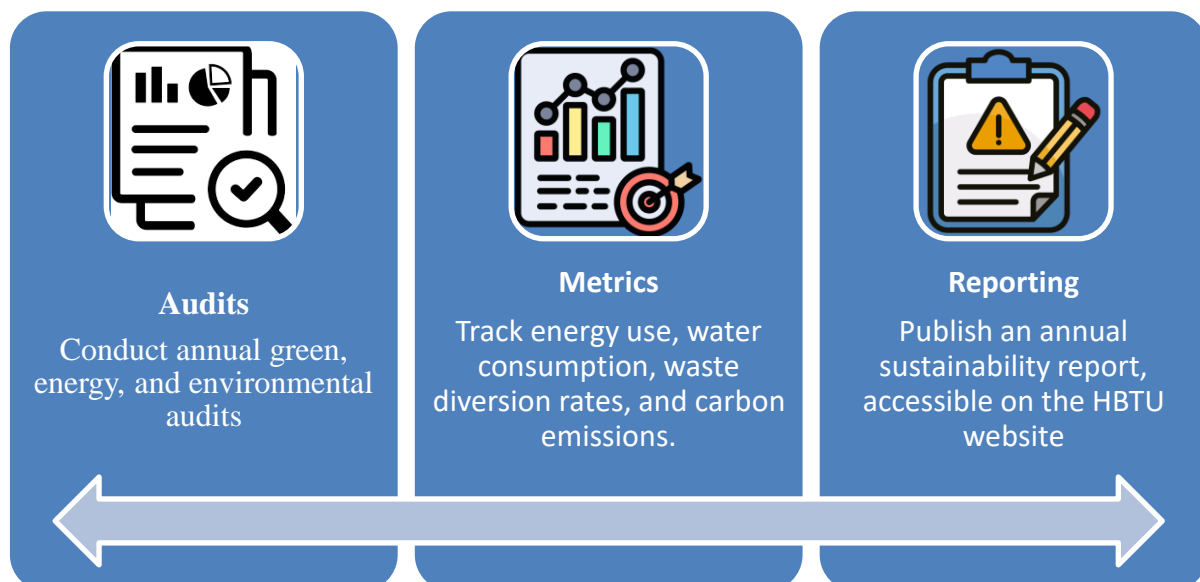 Audits
Conduct annual green,
energy, and environmental
audits
Metrics
Track energy use, water
consumption, waste
diversion rates, and carbon
emissions.
Reporting
Publish an annual
sustainability report,
accessible on the HBTU
website